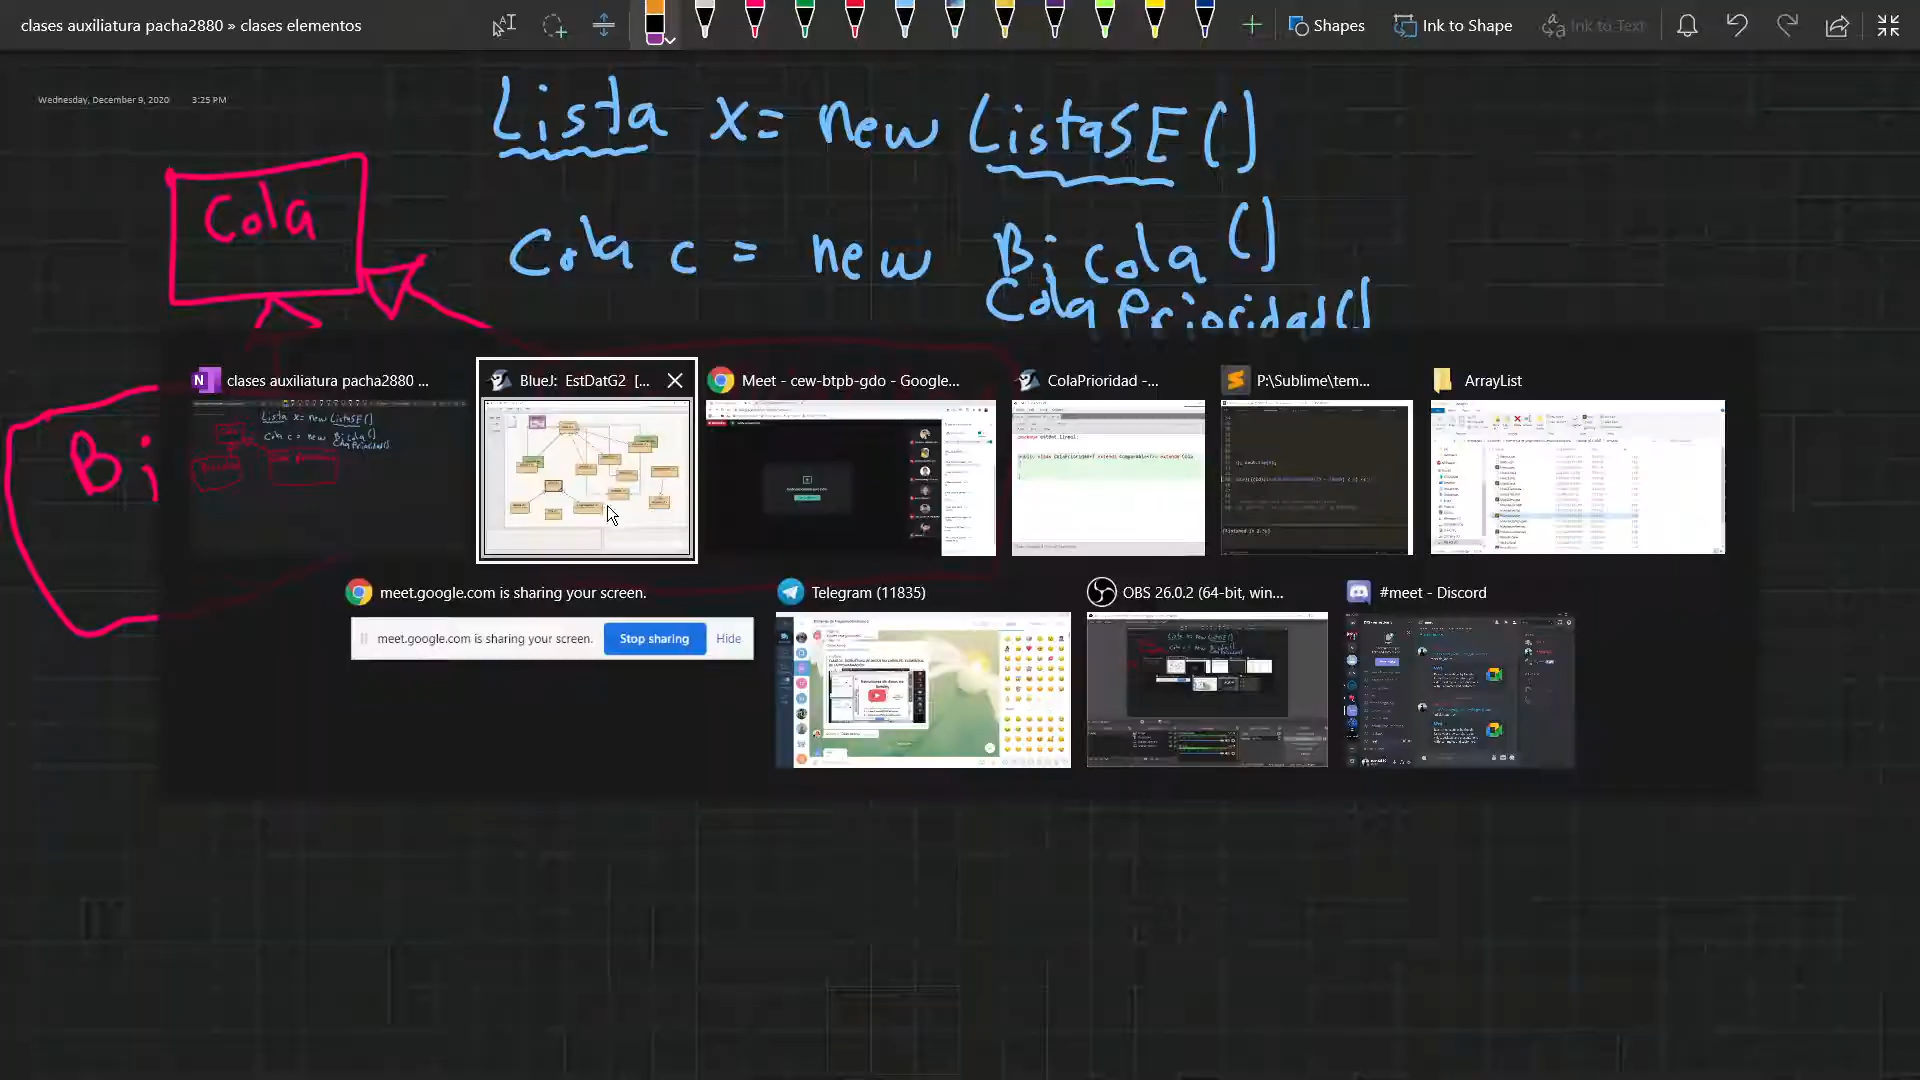 clases auxiliatura pacha2880 » clases elementos
Shapes
Ink to Shape
Ink to Text
Wednesday, December 9, 2020 3:25 PM
Lista x= new ListaSE()
Cola
Cola c = new Bicola ()
Cola Prioridad()
clases auxiliatura pacha2880 ...
BlueJ: EstDatG2 [...
Meet - cew-btpb-gdo - Google...
ColaPrioridad -...
P:\Sublime\tem...
ArrayList
Bi
meet.google.com is sharing your screen.
Telegram (11835)
OBS 26.0.2 (64-bit, win...
#meet - Discord
meet.google.com is sharing your screen.
Stop sharing
Hide